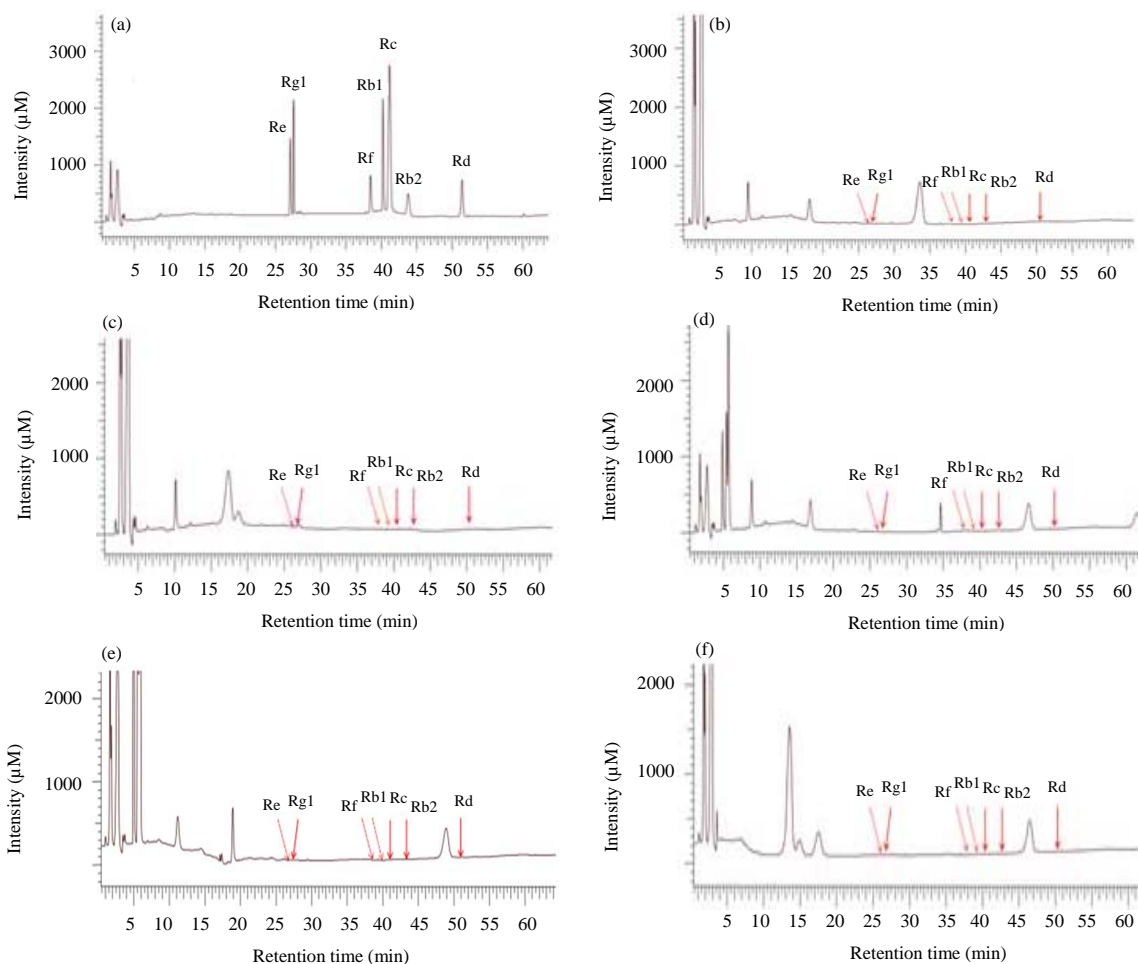 (a)
3000
2000
1000
Intensity (µM)
Rc
Rg1
Rb1
Re
Rf
Rb2
Rd
5 10 15 20 25 30 35 40 45 50 55 60
Retention time (min)
(b)
3000
2000
1000
Intensity (µM)
Re
Rg1
Rf
Rb1
Rc
Rb2
Rd
5 10 15 20 25 30 35 40 45 50 55 60
Retention time (min)
(c)
2000
1000
Intensity (µM)
Re
Rg1
Rf
Rb1
Rc
Rb2
Rd
5 10 15 20 25 30 35 40 45 50 55 60
Retention time (min)
(d)
2000
1000
Intensity (µM)
Re
Rg1
Rf
Rb1
Rc
Rb2
Rd
5 10 15 20 25 30 35 40 45 50 55 60
Retention time (min)
(e)
2000
1000
Intensity (µM)
Re
Rg1
Rf
Rb1
Rc
Rb2
Rd
5 10 15 20 25 30 35 40 45 50 55 60
Retention time (min)
(f)
2000
1000
Intensity (µM)
Re
Rg1
Rf
Rb1
Rc
Rb2
Rd
5 10 15 20 25 30 35 40 45 50 55 60
Retention time (min)